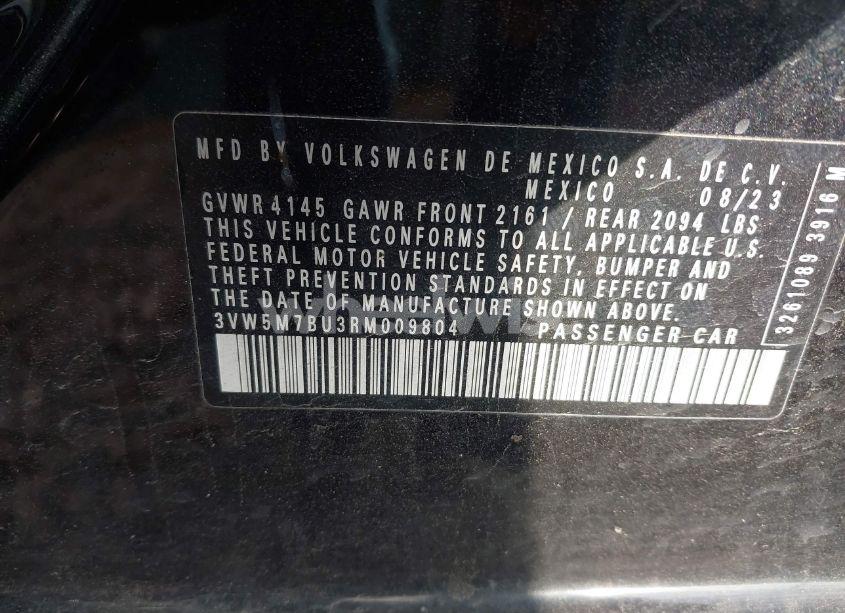 MFD BY VOLKSWAGEN DE MEXICO S.A. DE C.V.
MEXICO 08/23
GVWR 4145 GAWR FRONT 2161 / REAR 2094 LBS
THIS VEHICLE CONFORMS TO ALL APPLICABLE U.S.
FEDERAL MOTOR VEHICLE SAFETY, BUMPER AND
THEFT PREVENTION STANDARDS IN EFFECT ON
THE DATE OF MANUFACTURE SHOWN ABOVE.
3VW5M7BU3RM009804 PASSENGER CAR
3261089 3916 M